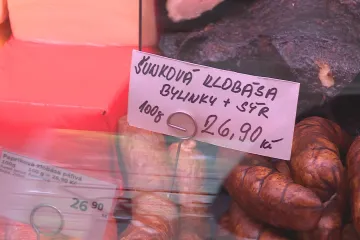 ŠUNKOVÁ KLOBÁSA
BYLINKY + SÝR
100g 26,90 Kč
26 90